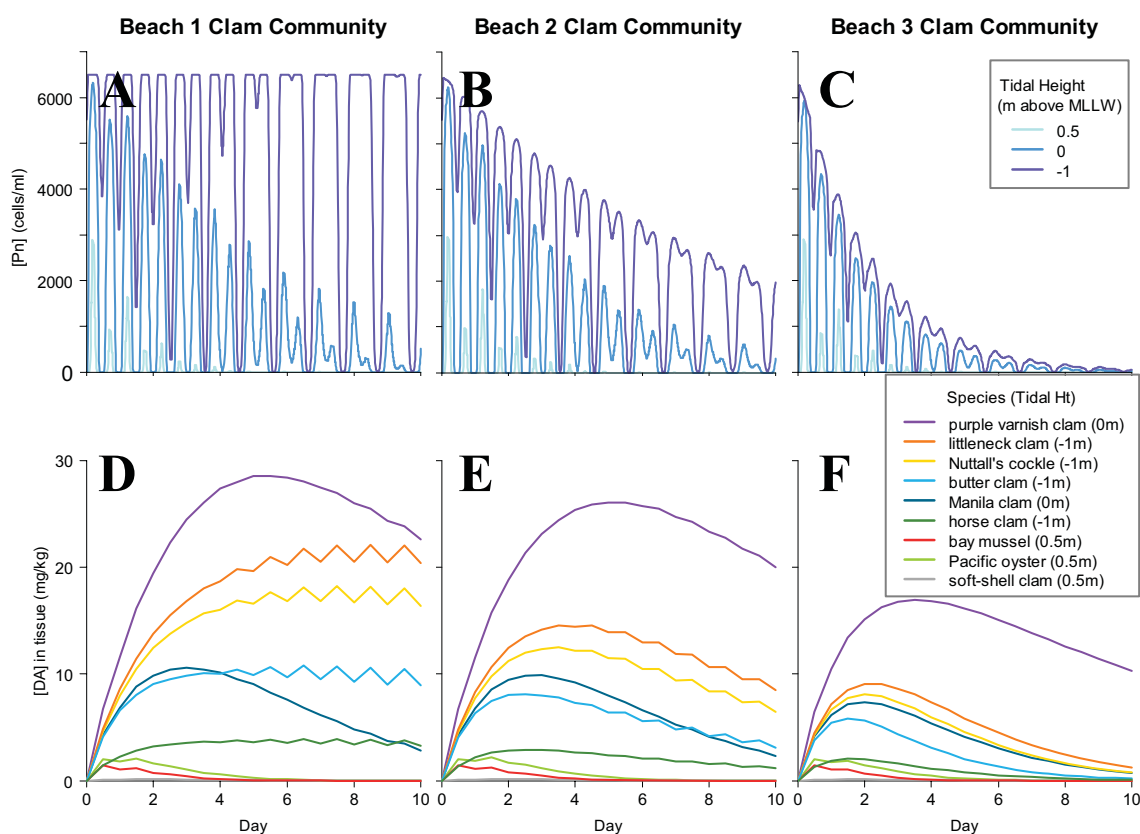 Beach 1 Clam Community
Beach 2 Clam Community
Beach 3 Clam Community
A
B
C
[Pn] (cells/ml)
6000
4000
2000
0
Tidal Height
(m above MLLW)
0.5
0
-1
D
E
F
[DA] in tissue (mg/kg)
30
20
10
0
Species (Tidal Ht)
purple varnish clam (0m)
littleneck clam (-1m)
Nuttall's cockle (-1m)
butter clam (-1m)
Manila clam (0m)
horse clam (-1m)
bay mussel (0.5m)
Pacific oyster (0.5m)
soft-shell clam (0.5m)
0 2 4 6 8 10
0 2 4 6 8 10
0 2 4 6 8 10
Day
Day
Day